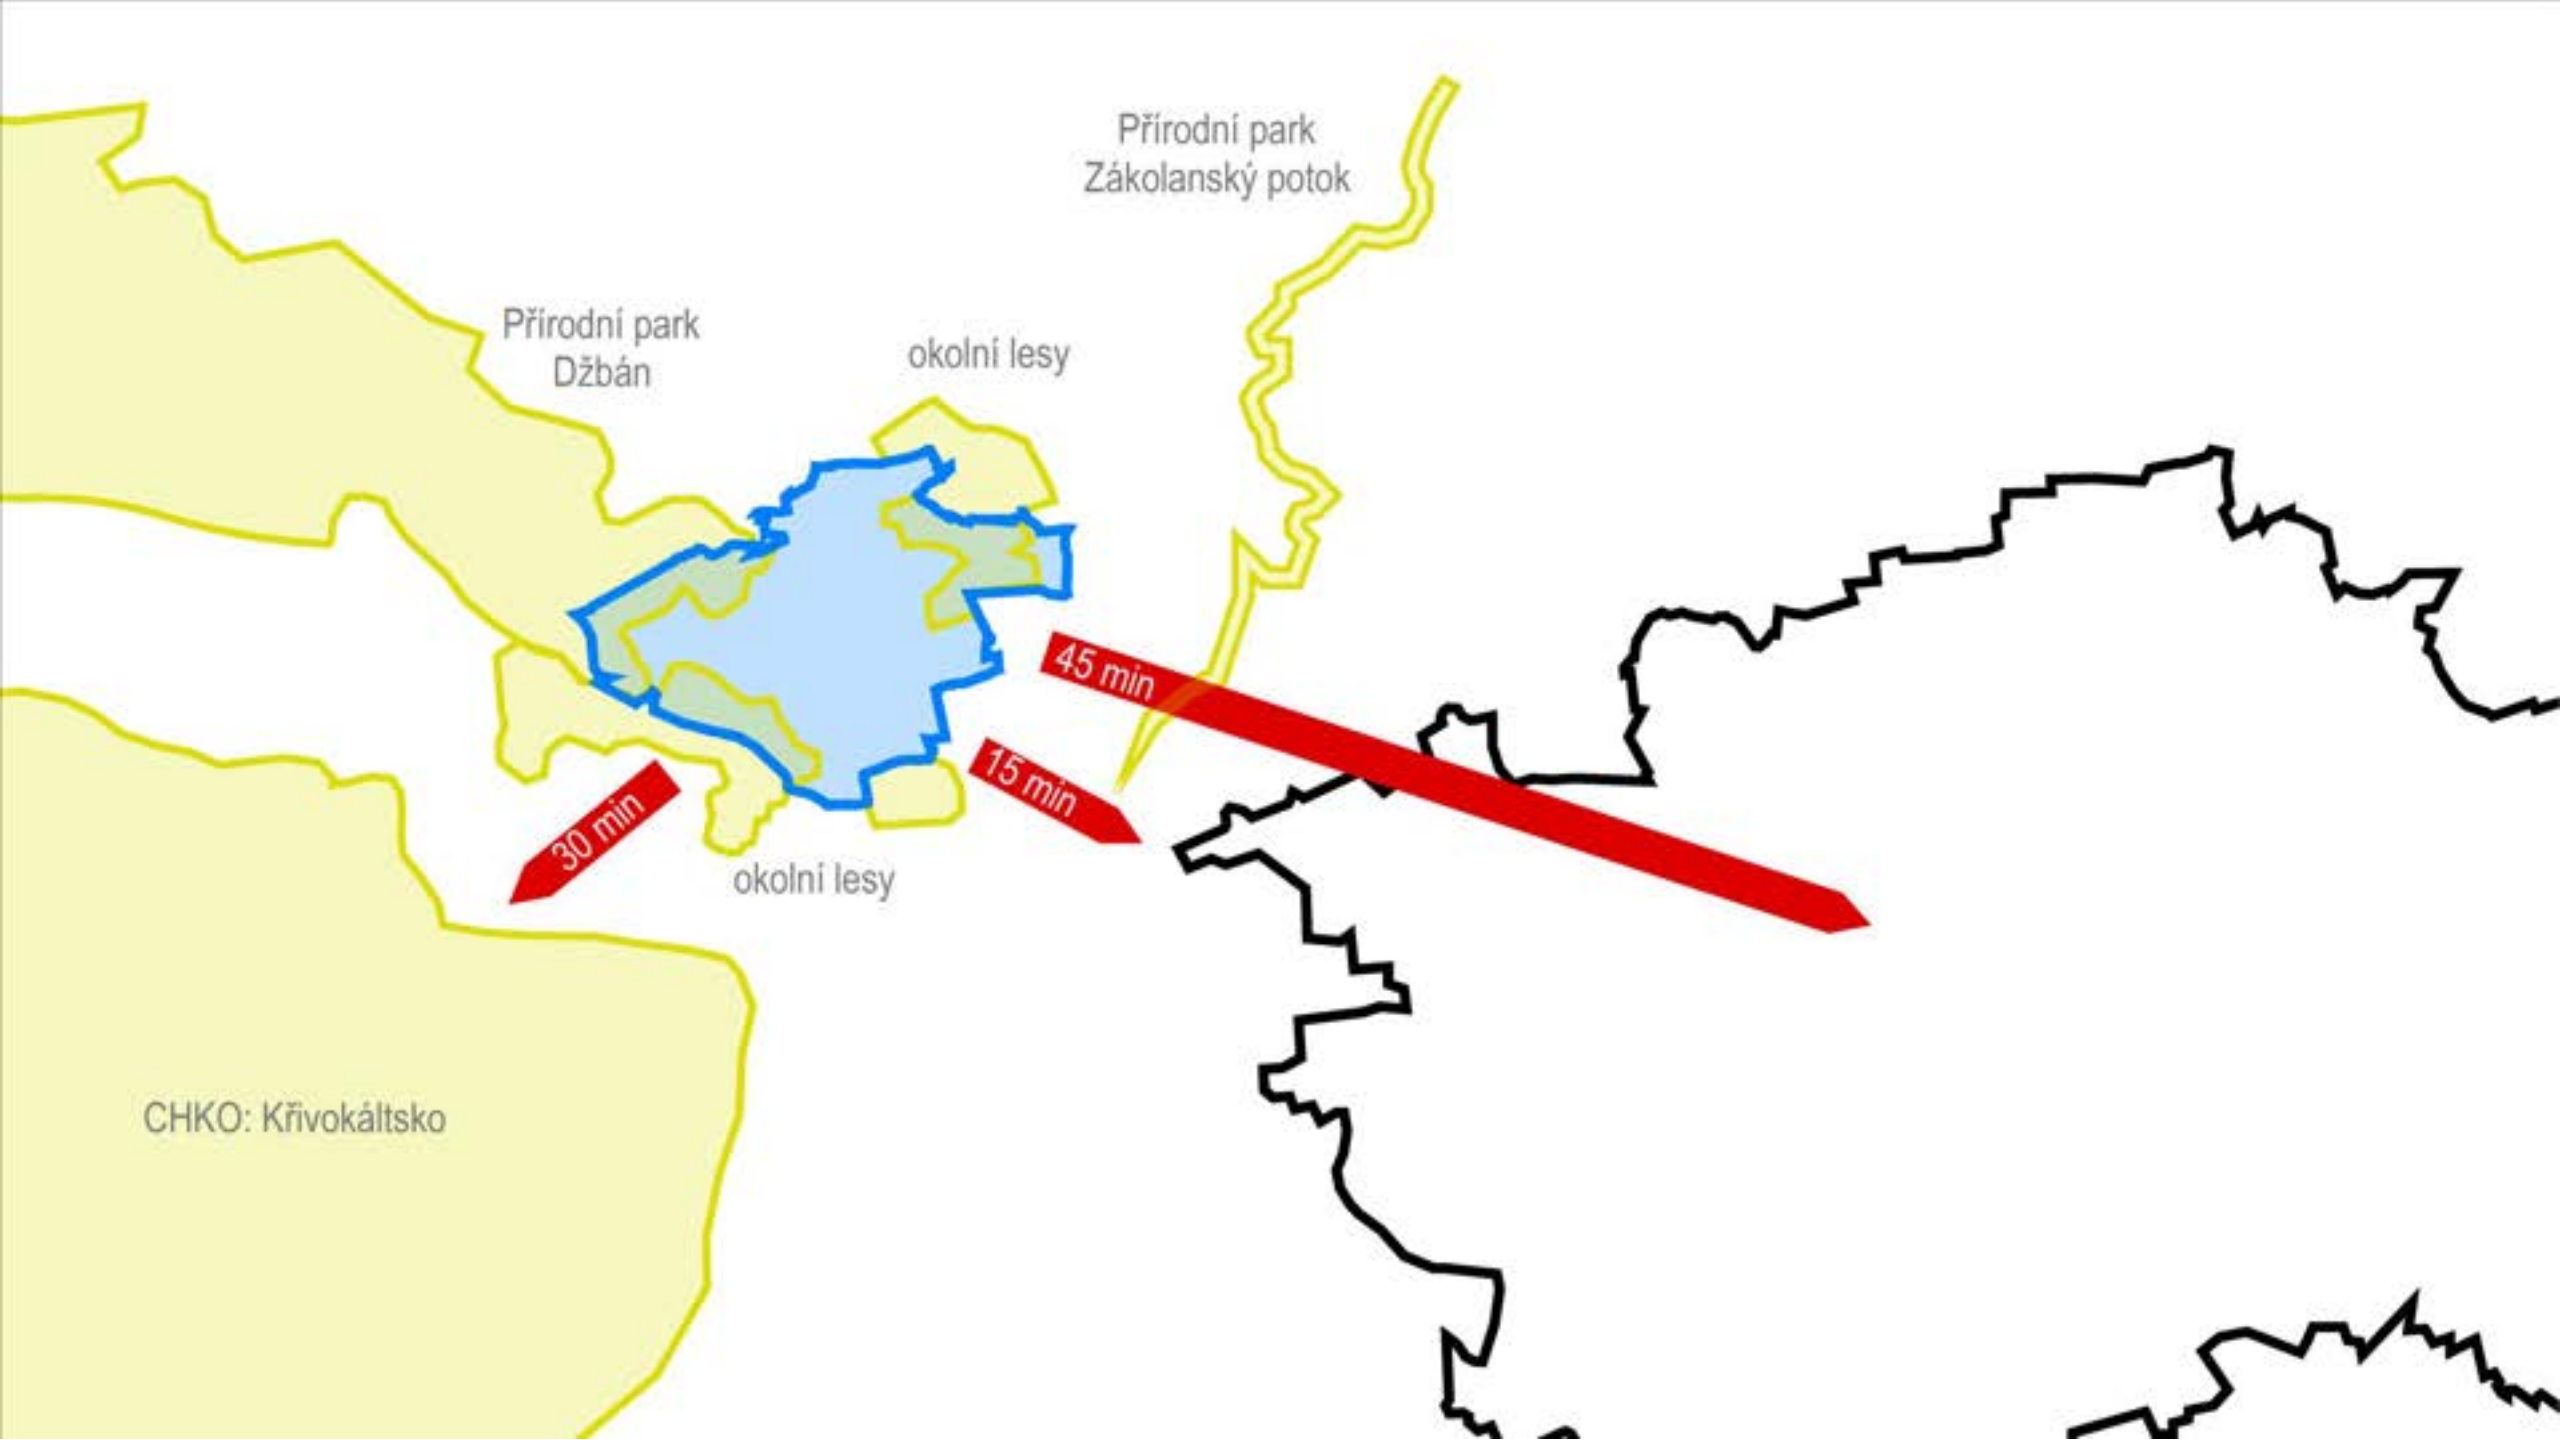 Přírodní park
Zákolanský potok
Přírodní park
Džbán
okolní lesy
45 min
15 min
30 min
okolní lesy
CHKO: Křivokáltsko